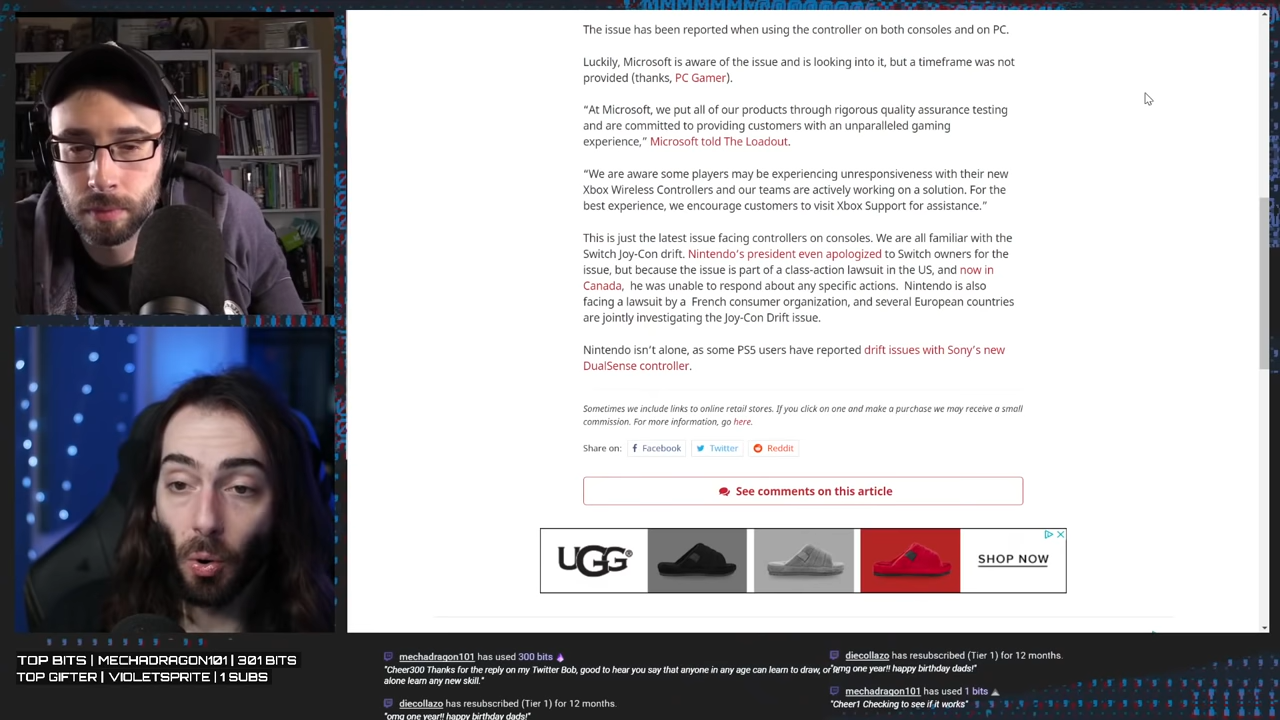 The issue has been reported when using the controller on both consoles and on PC.
Luckily, Microsoft is aware of the issue and is looking into it, but a timeframe was not
provided (thanks, PC Gamer).
“At Microsoft, we put all of our products through rigorous quality assurance testing
and are committed to providing customers with an unparalleled gaming
experience,” Microsoft told The Loadout.
“We are aware some players may be experiencing unresponsiveness with their new
Xbox Wireless Controllers and our teams are actively working on a solution. For the
best experience, we encourage customers to visit Xbox Support for assistance.”
This is just the latest issue facing controllers on consoles. We are all familiar with the
Switch Joy-Con drift. Nintendo’s president even apologized to Switch owners for the
issue, but because the issue is part of a class-action lawsuit in the US, and now in
Canada, he was unable to respond about any specific actions. Nintendo is also
facing a lawsuit by a French consumer organization, and several European countries
are jointly investigating the Joy-Con Drift issue.
Nintendo isn’t alone, as some PS5 users have reported drift issues with Sony’s new
DualSense controller.
Sometimes we include links to online retail stores. If you click on one and make a purchase we may receive a small
commission. For more information, go here.
Share on: Facebook Twitter Reddit
See comments on this article
UGG® SHOP NOW
TOP BITS | MECHADRAGON101 | 301 BITS
TOP GIFTER | VIOLETSPRITE | 1 SUBS
mechadragon101 has used 300 bits
"Cheer300 Thanks for the reply on my Twitter Bob, good to hear you say that anyone in any age can learn to draw, or
alone learn any new skill."
diecollazo has resubscribed (Tier 1) for 12 months.
"omg one year!! happy birthday dads!"
diecollazo has resubscribed (Tier 1) for 12 months.
"omg one year!! happy birthday dads!"
mechadragon101 has used 1 bits
"Cheer1 Checking to see if it works"